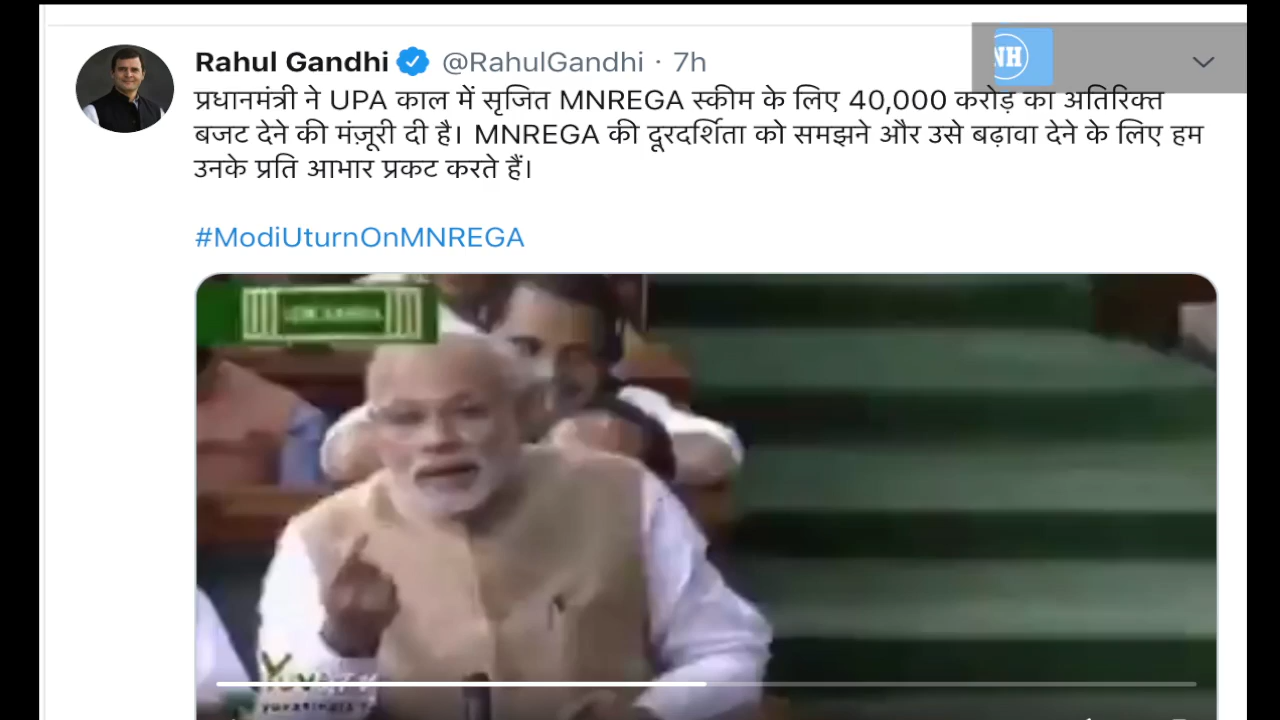 Rahul Gandhi @RahulGandhi · 7h
NH
प्रधानमंत्री ने UPA काल में सृजित MNREGA स्कीम के लिए 40,000 करोड़ का अतिरिक्त
बजट देने की मंज़ूरी दी है। MNREGA की दूरदर्शिता को समझने और उसे बढ़ावा देने के लिए हम
उनके प्रति आभार प्रकट करते हैं।
#ModiUturnOnMNREGA